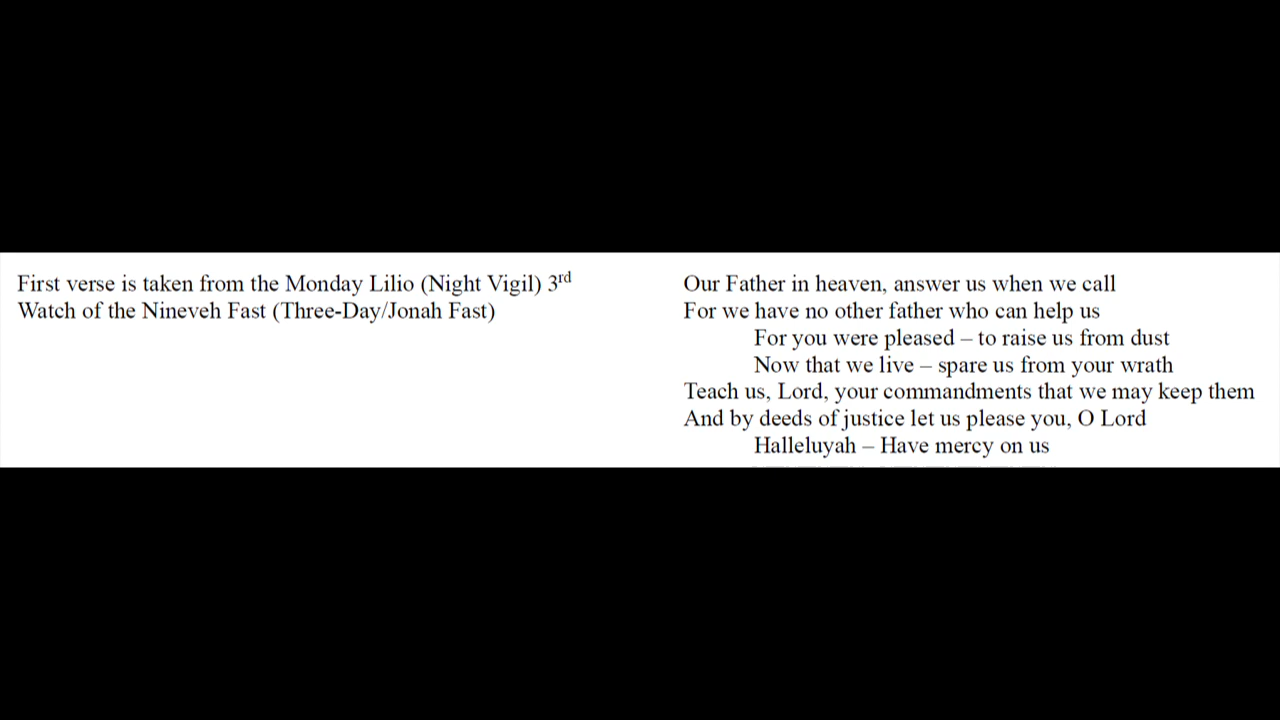 First verse is taken from the Monday Lilio (Night Vigil) 3rd
Watch of the Nineveh Fast (Three-Day/Jonah Fast)
Our Father in heaven, answer us when we call
For we have no other father who can help us
For you were pleased – to raise us from dust
Now that we live – spare us from your wrath
Teach us, Lord, your commandments that we may keep them
And by deeds of justice let us please you, O Lord
Halleluyah – Have mercy on us